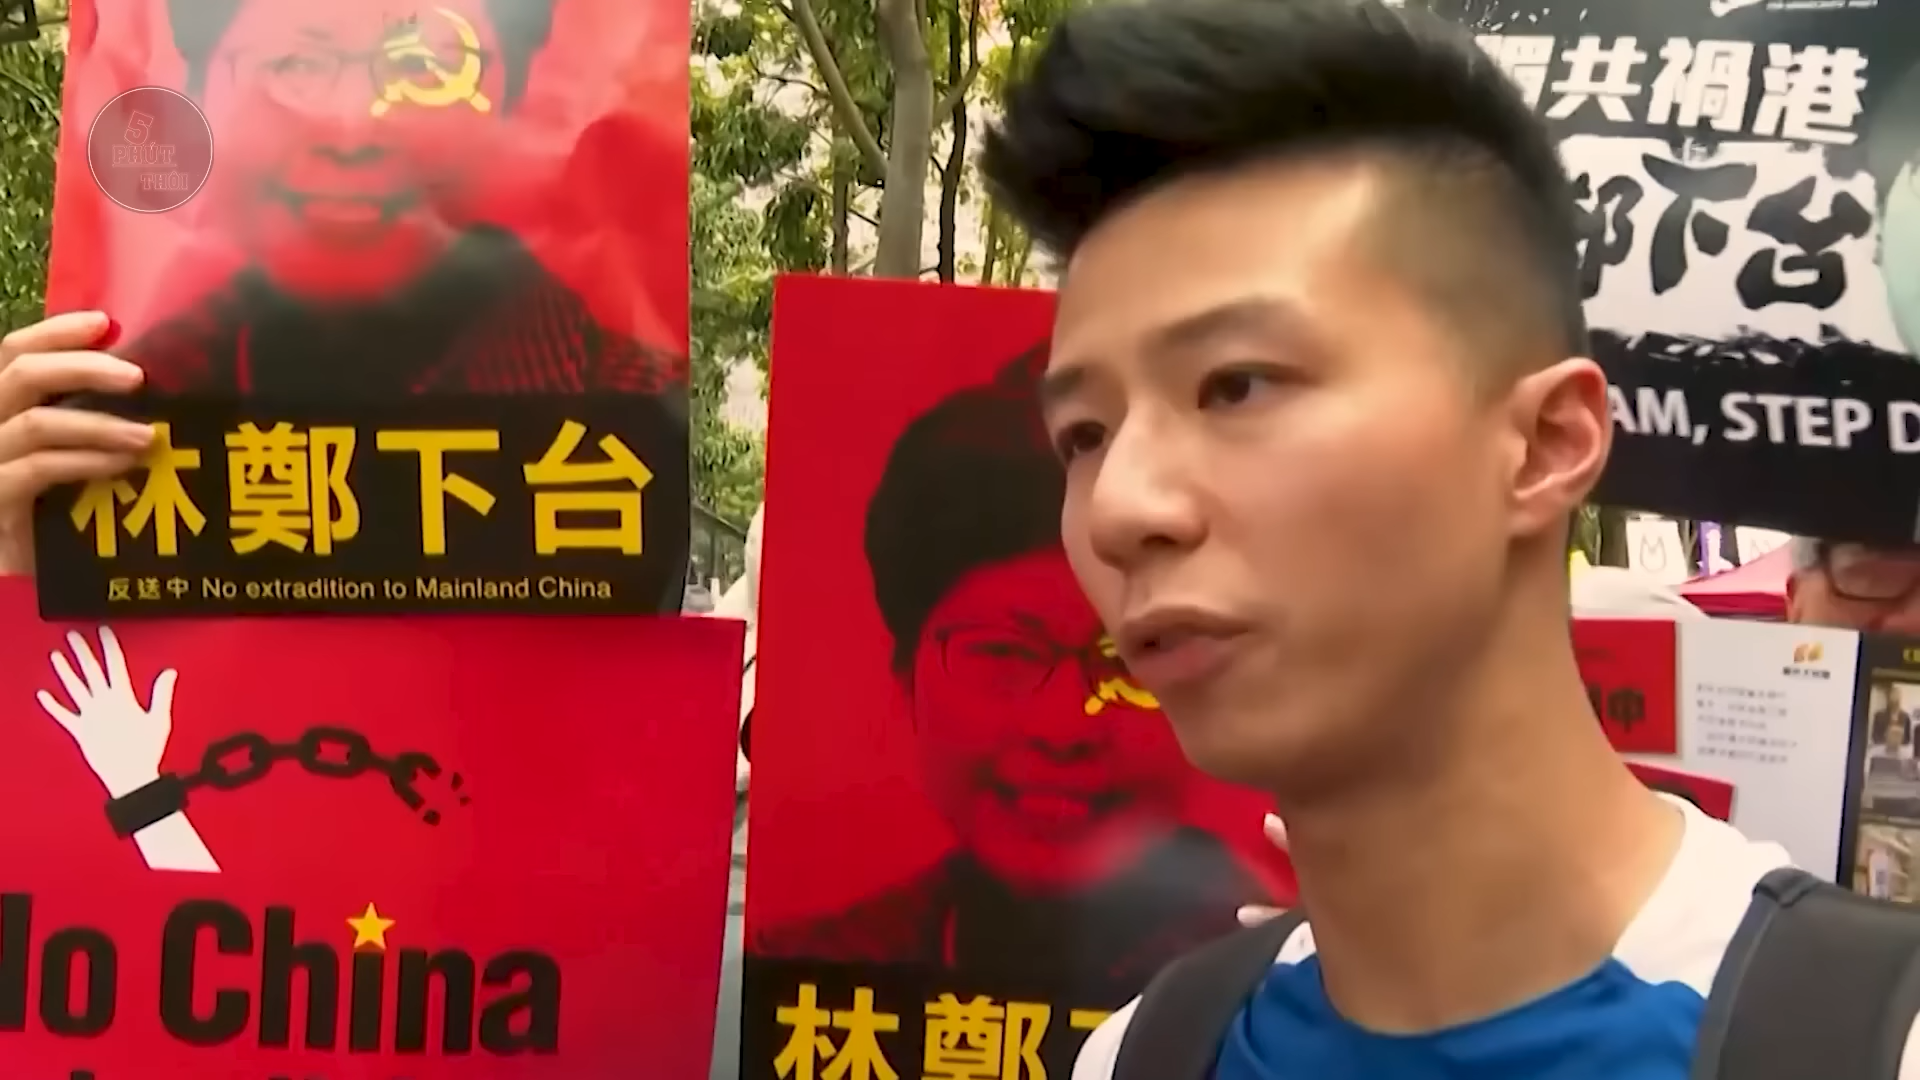 5
PHÚT
THÔI
共禍港
下台
AM, STEP D
林鄭下台
反送中 No extradition to Mainland China
No China
林鄭